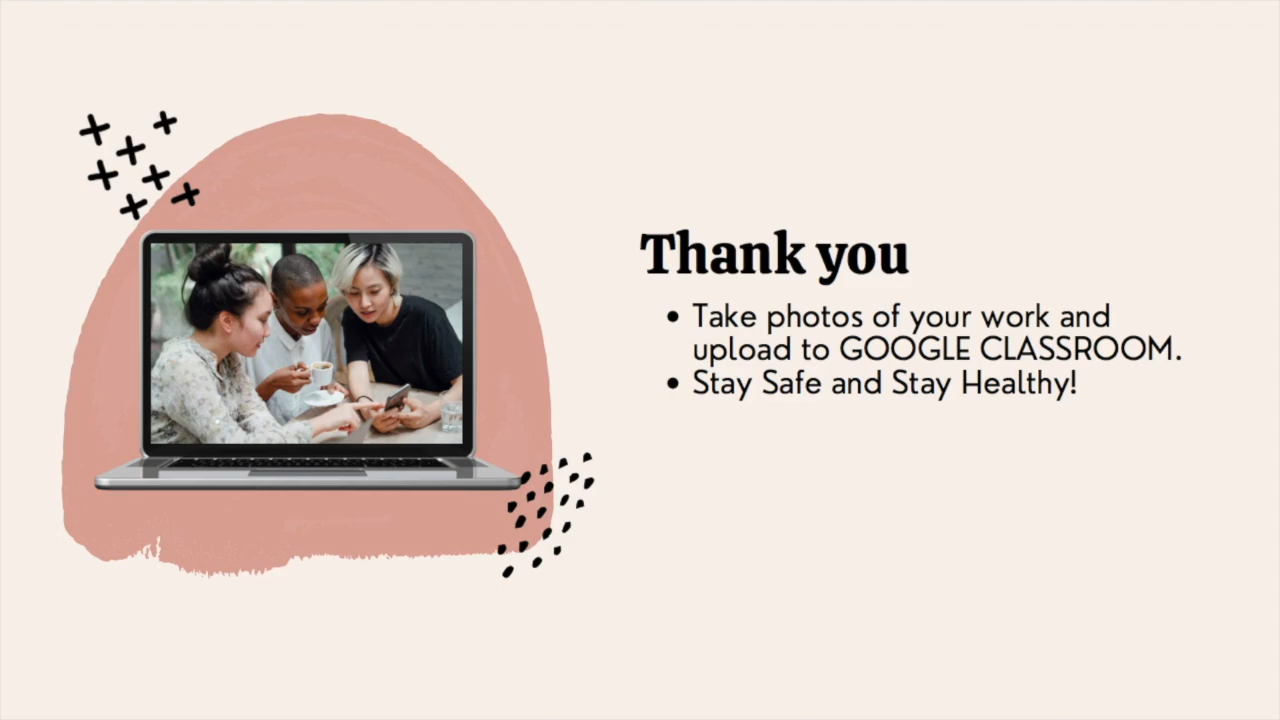 Thank you
• Take photos of your work and
upload to GOOGLE CLASSROOM.
• Stay Safe and Stay Healthy!